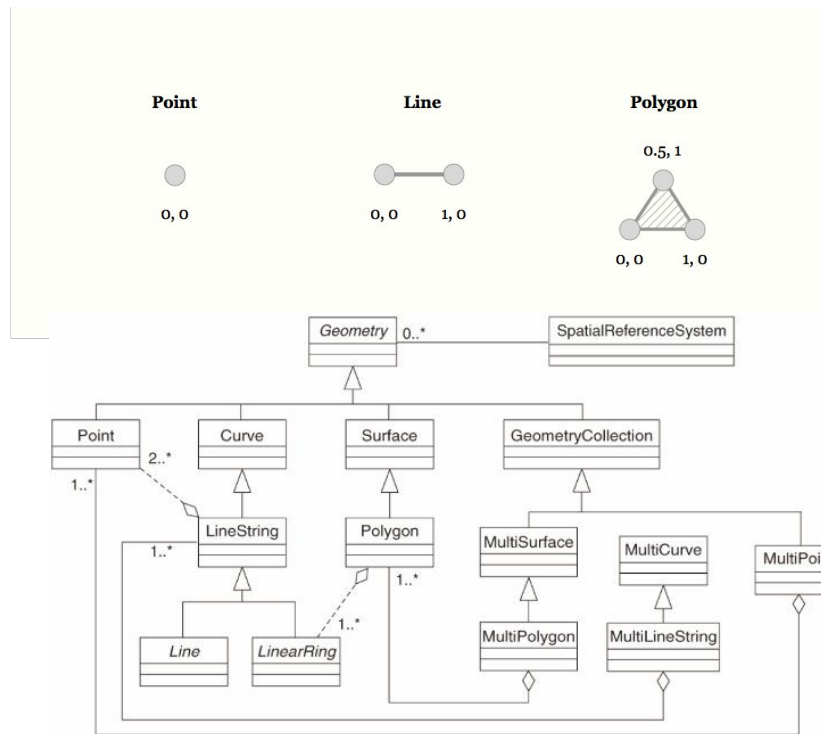 Point Line Polygon
0.5, 1
0, 0 0, 0 1, 0
0, 0 1, 0
Geometry 0..* SpatialReferenceSystem
Point Curve Surface GeometryCollection
2..*
1..*
LineString Polygon
MultiSurface MultiCurve MultiPoi
1..* 1..*
1..*
Line LinearRing MultiPolygon MultiLineString